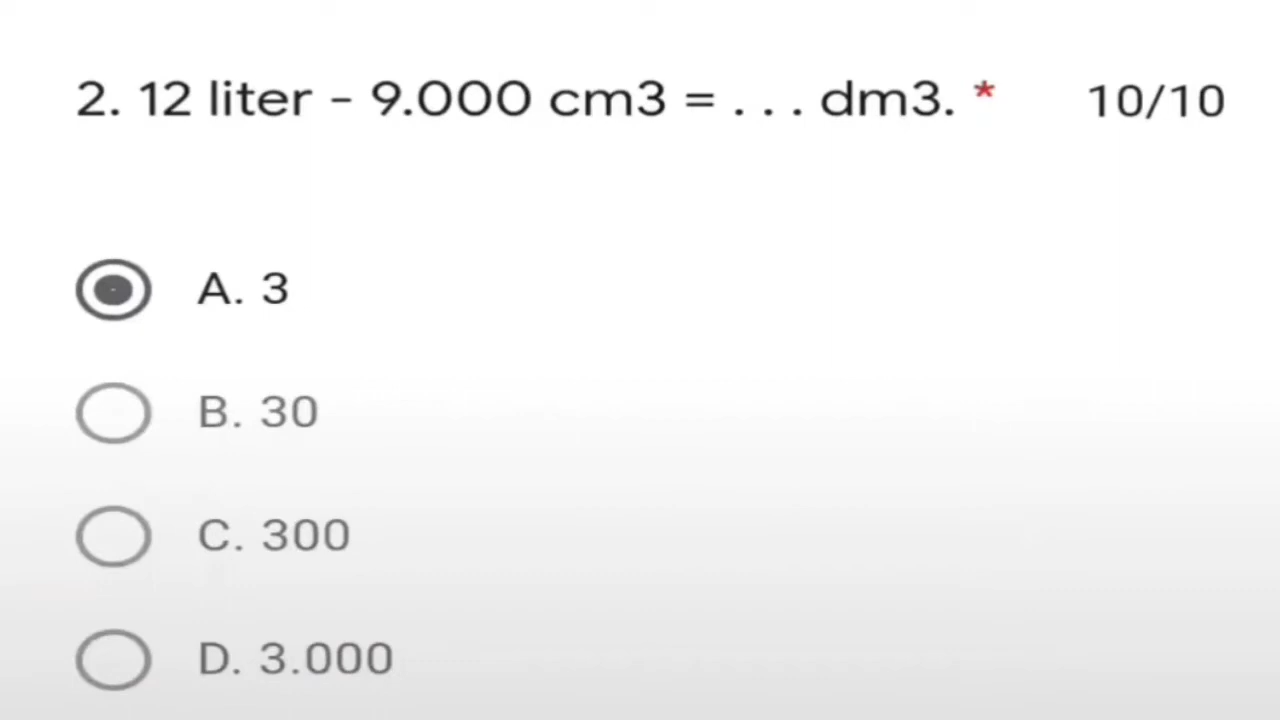 2. 12 liter - 9.000 cm3 = . . . dm3. * 10/10
A. 3
B. 30
C. 300
D. 3.000